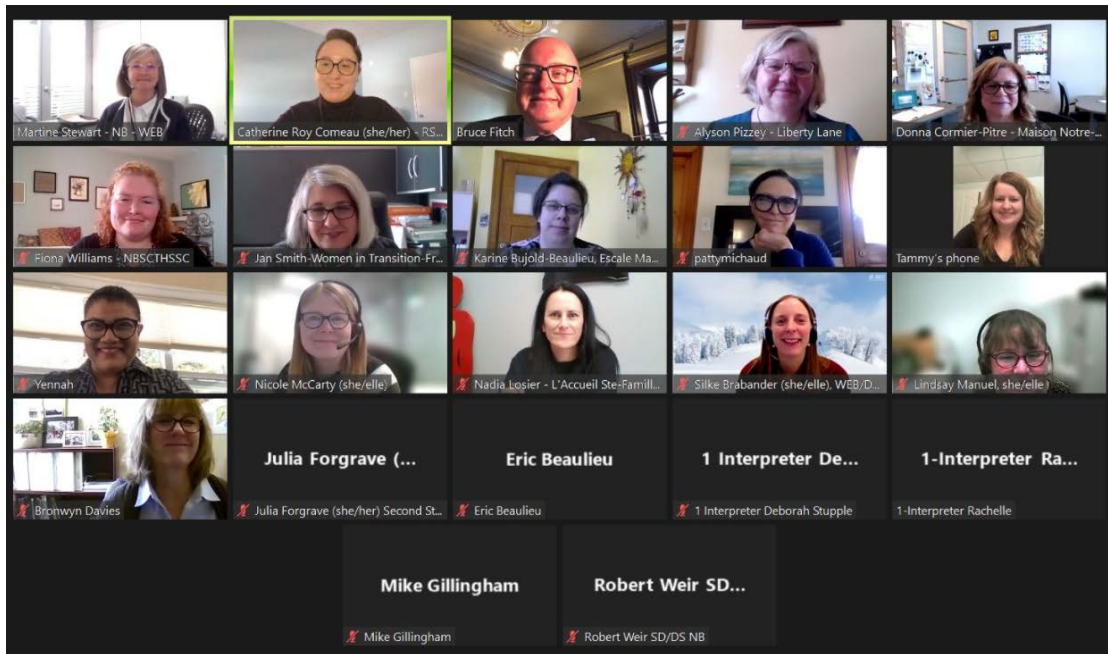 Martine Stewart - NB - WEB
Catherine Roy Comeau (she/her) - RS...
Bruce Fitch
Alyson Pizzey - Liberty Lane
Donna Cormier-Pitre - Maison Notre-...
Fiona Williams - NBSCTHSSC
Jan Smith-Women in Transition-Fr...
Karine Bujold-Beaulieu, Escale Ma...
pattymichaud
Tammy's phone
Yennah
Nicole McCarty (she/elle)
Nadia Losier - L'Accueil Ste-Famill...
Silke Brabander (she/elle), WEB/D...
Lindsay Manuel, she/elle
Bronwyn Davies
Julia Forgrave (...
Julia Forgrave (she/her) Second St...
Eric Beaulieu
Eric Beaulieu
1 Interpreter De...
1 Interpreter Deborah Stupple
1-Interpreter Ra...
1-Interpreter Rachelle
Mike Gillingham
Mike Gillingham
Robert Weir SD...
Robert Weir SD/DS NB